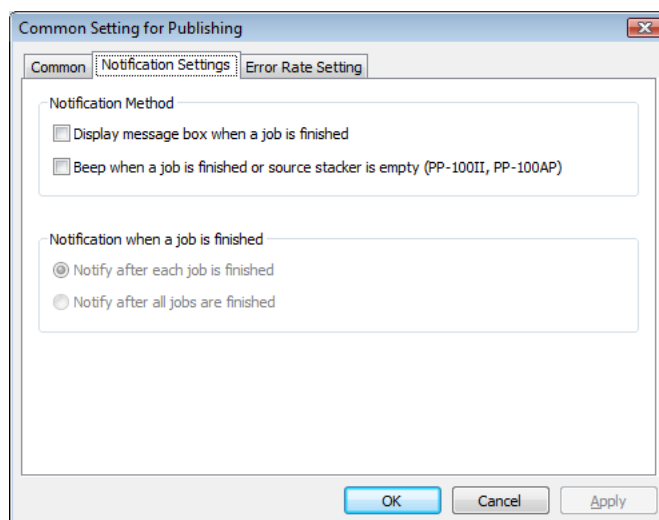 Common Setting for Publishing
Common Notification Settings Error Rate Setting
Notification Method
Display message box when a job is finished
Beep when a job is finished or source stacker is empty (PP-100II, PP-100AP)
Notification when a job is finished
Notify after each job is finished
Notify after all jobs are finished
OK Cancel Apply